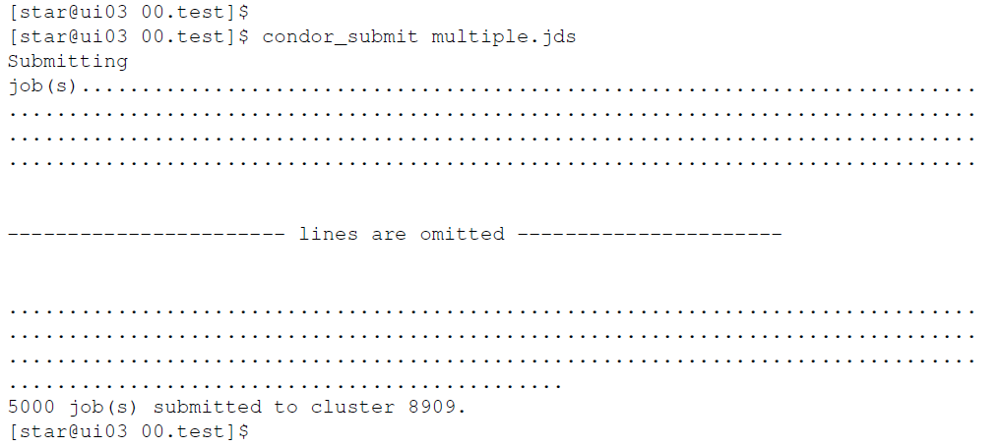 [star@ui03 00.test]$
[star@ui03 00.test]$ condor_submit multiple.jds
Submitting
job(s)..........................................................................
................................................................................
................................................................................
................................................................................
----------------------- lines are omitted ----------------------
................................................................................
................................................................................
................................................................................
..............................................
5000 job(s) submitted to cluster 8909.
[star@ui03 00.test]$